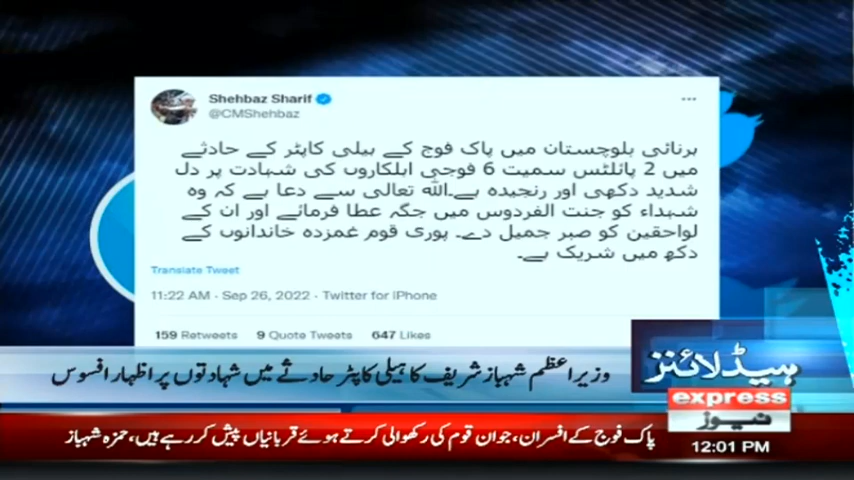 Shehbaz Sharif
@CMShehbaz
ہرنائی بلوچستان میں پاک فوج کے ہیلی کاپٹر کے حادثے
میں 2 پائلٹس سمیت 6 فوجی اہلکاروں کی شہادت پر دل
شدید دکھی اور رنجیدہ ہے۔اللہ تعالی سے دعا ہے کہ وہ
شہداء کو جنت الفردوس میں جگہ عطا فرمائے اور ان کے
لواحقین کو صبر جمیل دے۔ پوری قوم غمزدہ خاندانوں کے
دکھ میں شریک ہے۔
Translate Tweet
11:22 AM · Sep 26, 2022 · Twitter for iPhone
159 Retweets 9 Quote Tweets 647 Likes
وزیراعظم شہباز شریف کا ہیلی کاپٹر حادثے میں شہادتوں پر اظہار افسوس
ہیڈلائنز
express
نیوز
پاک فوج کے افسران، جوان قوم کی رکھوالی کرتے ہوئے قربانیاں پیش کر رہے ہیں، حمزہ شہباز
12:01 PM